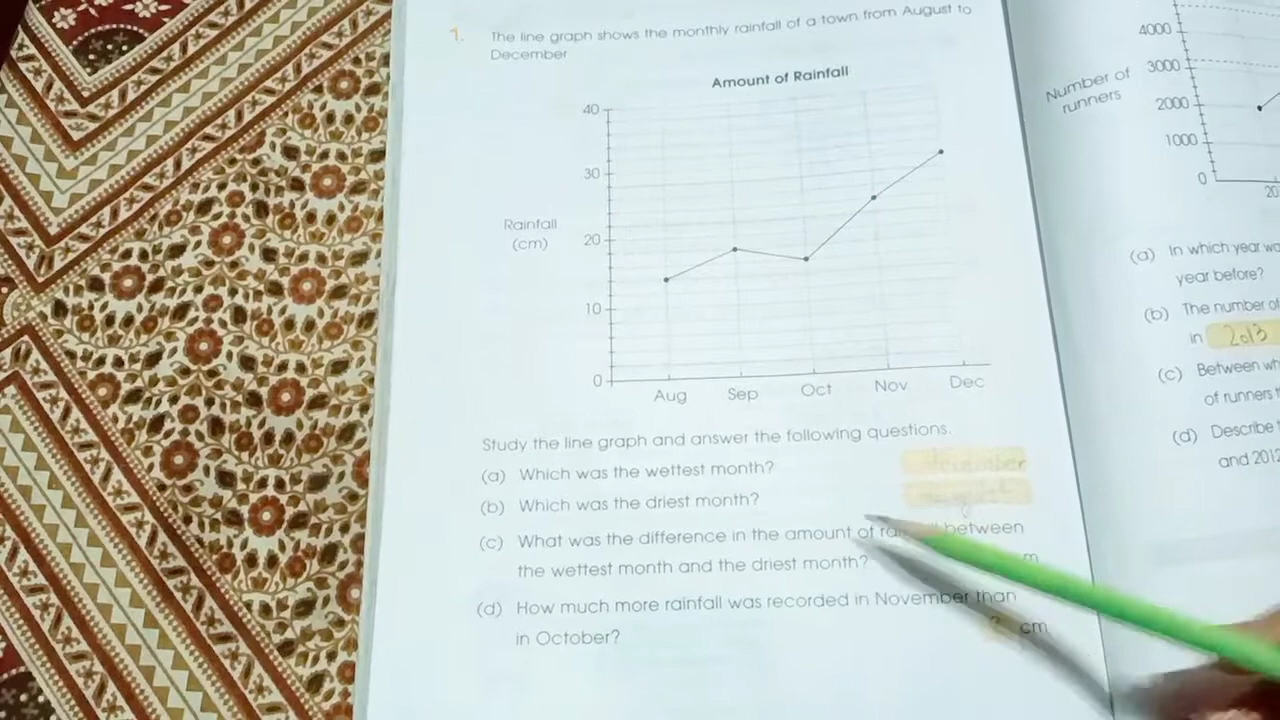 1. The line graph shows the monthly rainfall of a town from August to
December
Amount of Rainfall
40
30
Rainfall
(cm)
20
10
0
Aug Sep Oct Nov Dec
Study the line graph and answer the following questions.
(a) Which was the wettest month?
(b) Which was the driest month?
(c) What was the difference in the amount of between
the wettest month and the driest month? m
(d) How much more rainfall was recorded in November than
in October? cm
4000
Number of
runners
3000
2000
1000
0
20
(a) In which year wa
year before?
(b) The number of
in 2013
(c) Between wh
of runners
(d) Describe
and 2012